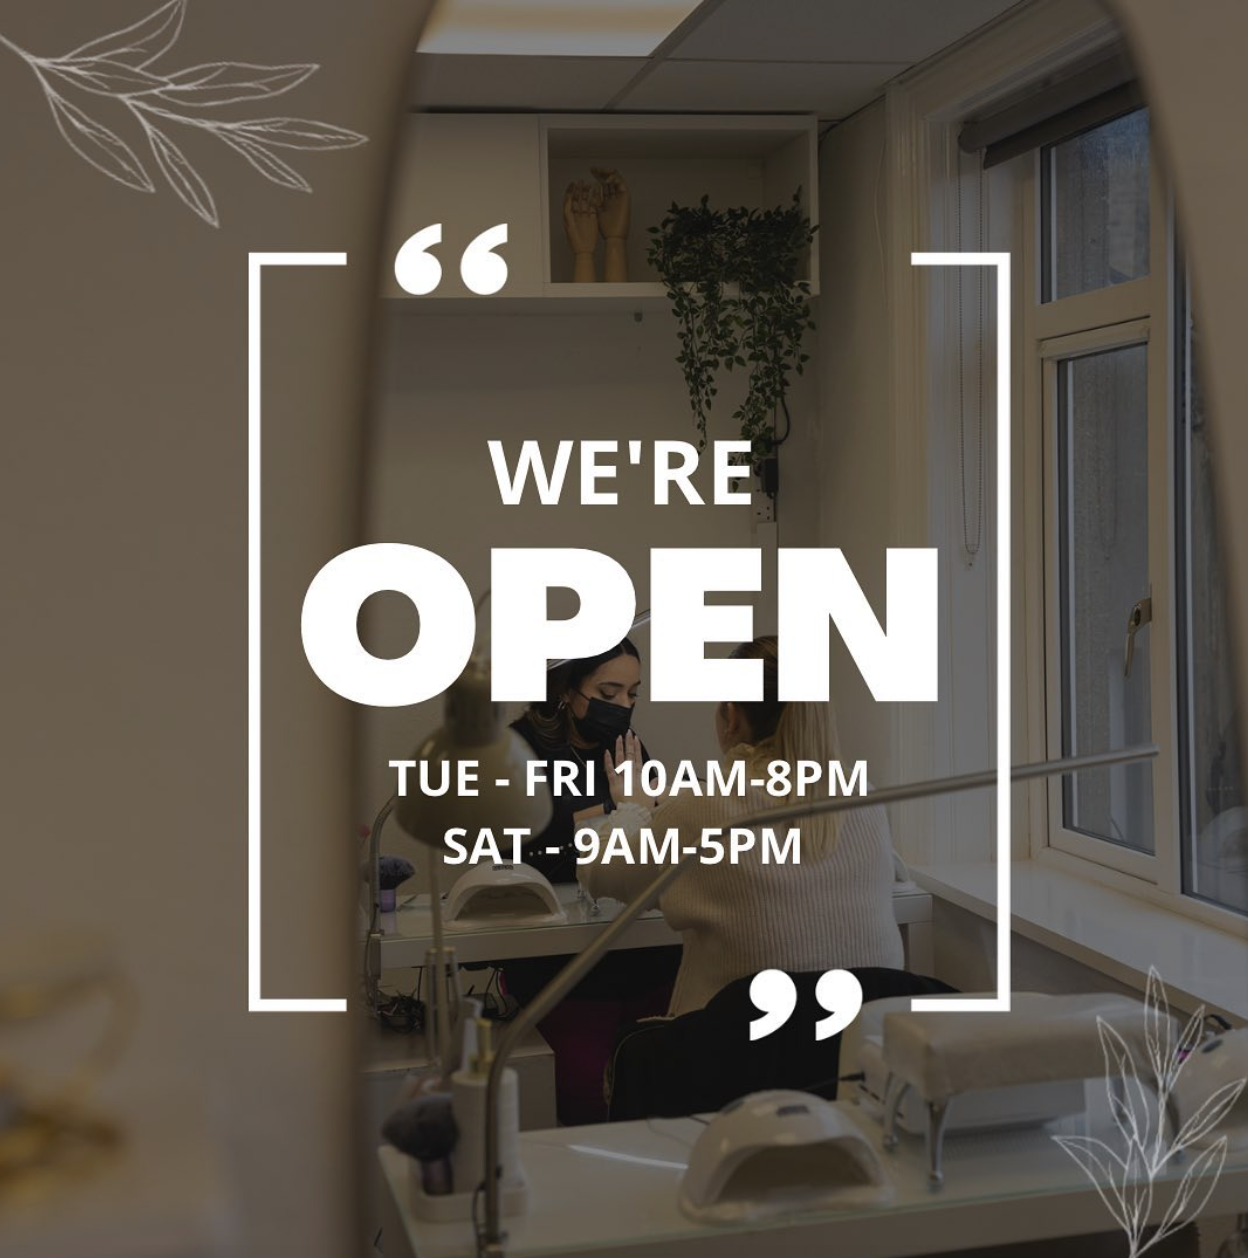 “
WE'RE
OPEN
TUE - FRI 10AM-8PM
SAT - 9AM-5PM
”